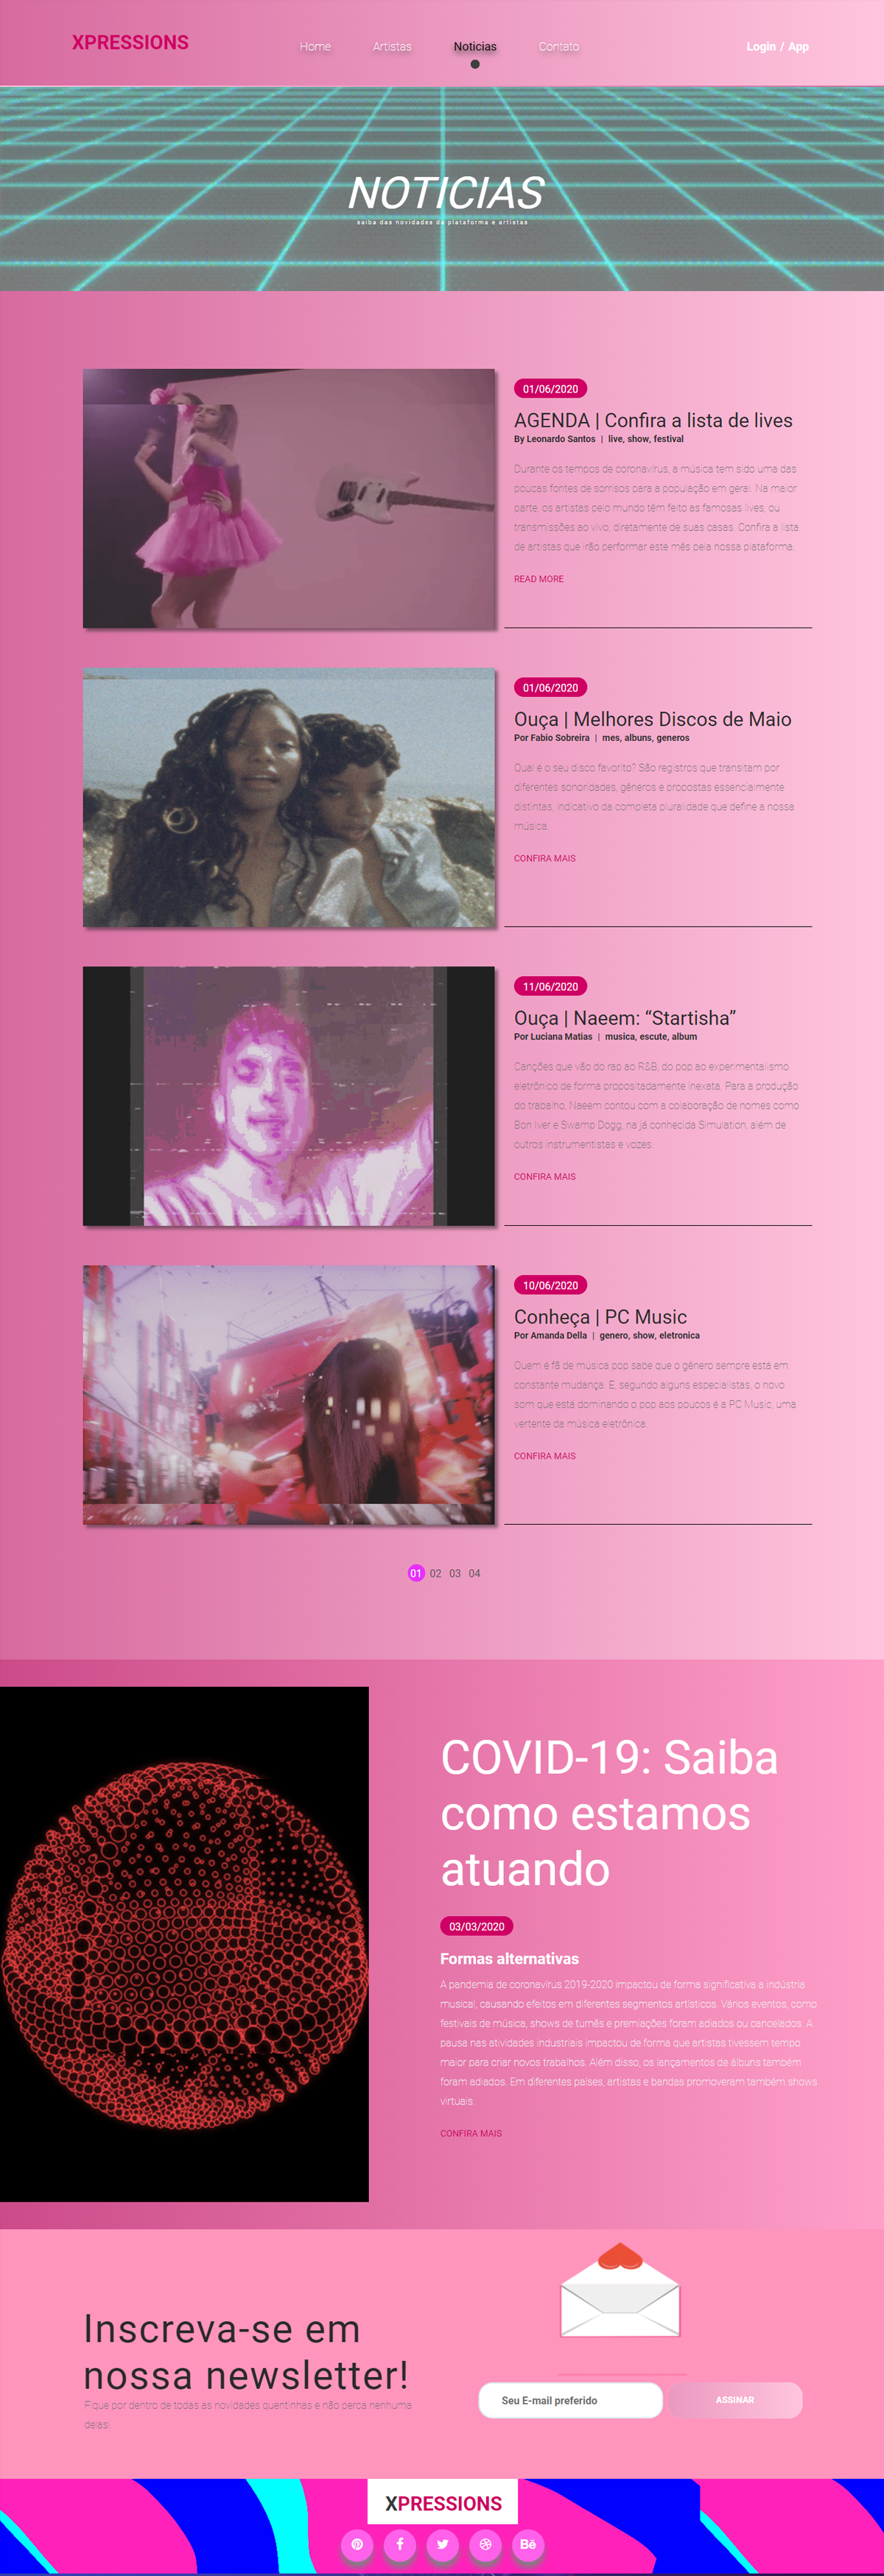 XPRESSIONS
Home Artistas Noticias Contato Login / App
NOTICIAS
saiba das novidades da plataforma e artistas
01/06/2020
AGENDA | Confira a lista de lives
By Leonardo Santos | live, show, festival
Durante os tempos de coronavírus, a música tem sido uma das
poucas fontes de sorrisos para a população em geral. Na maior
parte, os artistas pelo mundo têm feito as famosas lives, ou
transmissões ao vivo, diretamente de suas casas. Confira a lista
de artistas que irão performar este mês pela nossa plataforma.
READ MORE
01/06/2020
Ouça | Melhores Discos de Maio
Por Fabio Sobreira | mes, albuns, generos
Qual é o seu disco favorito? São registros que transitam por
diferentes sonoridades, gêneros e propostas essencialmente
distintas, indicativo da completa pluralidade que define a nossa
música.
CONFIRA MAIS
11/06/2020
Ouça | Naeem: “Startisha”
Por Luciana Matias | musica, escute, album
Canções que vão do rap ao R&B, do pop ao experimentalismo
eletrônico de forma propositadamente inexata. Para a produção
do trabalho, Naeem contou com a colaboração de nomes como
Bon Iver e Swamp Dogg, na já conhecida Simulation, além de
outros instrumentistas e vozes.
CONFIRA MAIS
10/06/2020
Conheça | PC Music
Por Amanda Della | genero, show, eletronica
Quem é fã de música pop sabe que o gênero sempre está em
constante mudança. E, segundo alguns especialistas, o novo
som que está dominando o pop aos poucos é a PC Music, uma
vertente da música eletrônica.
CONFIRA MAIS
01 02 03 04
COVID-19: Saiba
como estamos
atuando
03/03/2020
Formas alternativas
A pandemia de coronavírus 2019-2020 impactou de forma significativa a indústria
musical, causando efeitos em diferentes segmentos artísticos. Vários eventos, como
festivais de música, shows de turnês e premiações foram adiados ou cancelados. A
pausa nas atividades industriais impactou de forma que artistas tivessem tempo
maior para criar novos trabalhos. Além disso, os lançamentos de álbuns também
foram adiados. Em diferentes países, artistas e bandas promoveram também shows
virtuais.
CONFIRA MAIS
Inscreva-se em
nossa newsletter!
Fique por dentro de todas as novidades quentinhas e não perca nenhuma
delas!
Seu E-mail preferido
ASSINAR
XPRESSIONS
Bē